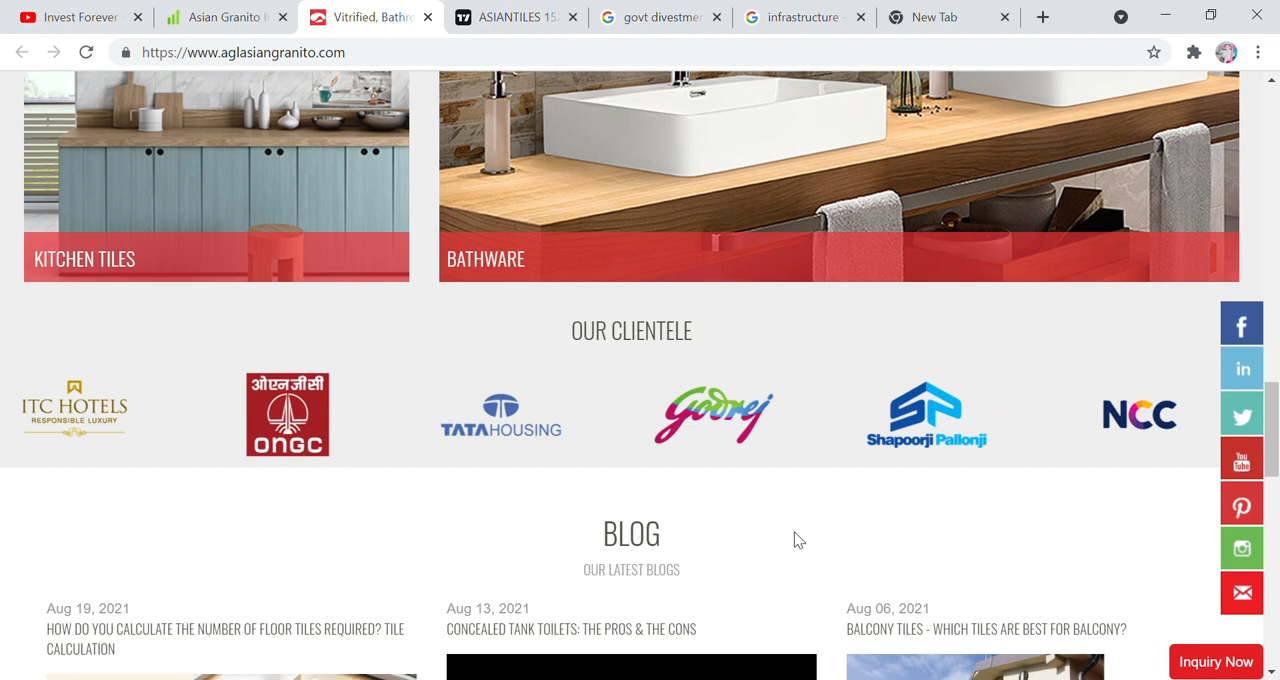 Invest Forever
Asian Granito I
Vitrified, Bathro
ASIANTILES 15
govt divestmer
infrastructure -
New Tab
https://www.aglasiangranito.com
KITCHEN TILES
BATHWARE
OUR CLIENTELE
ITC HOTELS
RESPONSIBLE LUXURY
ओएनजीसी
ONGC
TATA HOUSING
Godrej
Shapoorji Pallonji
NCC
BLOG
OUR LATEST BLOGS
Aug 19, 2021
HOW DO YOU CALCULATE THE NUMBER OF FLOOR TILES REQUIRED? TILE
CALCULATION
Aug 13, 2021
CONCEALED TANK TOILETS: THE PROS & THE CONS
Aug 06, 2021
BALCONY TILES - WHICH TILES ARE BEST FOR BALCONY?
You
Tube
Inquiry Now